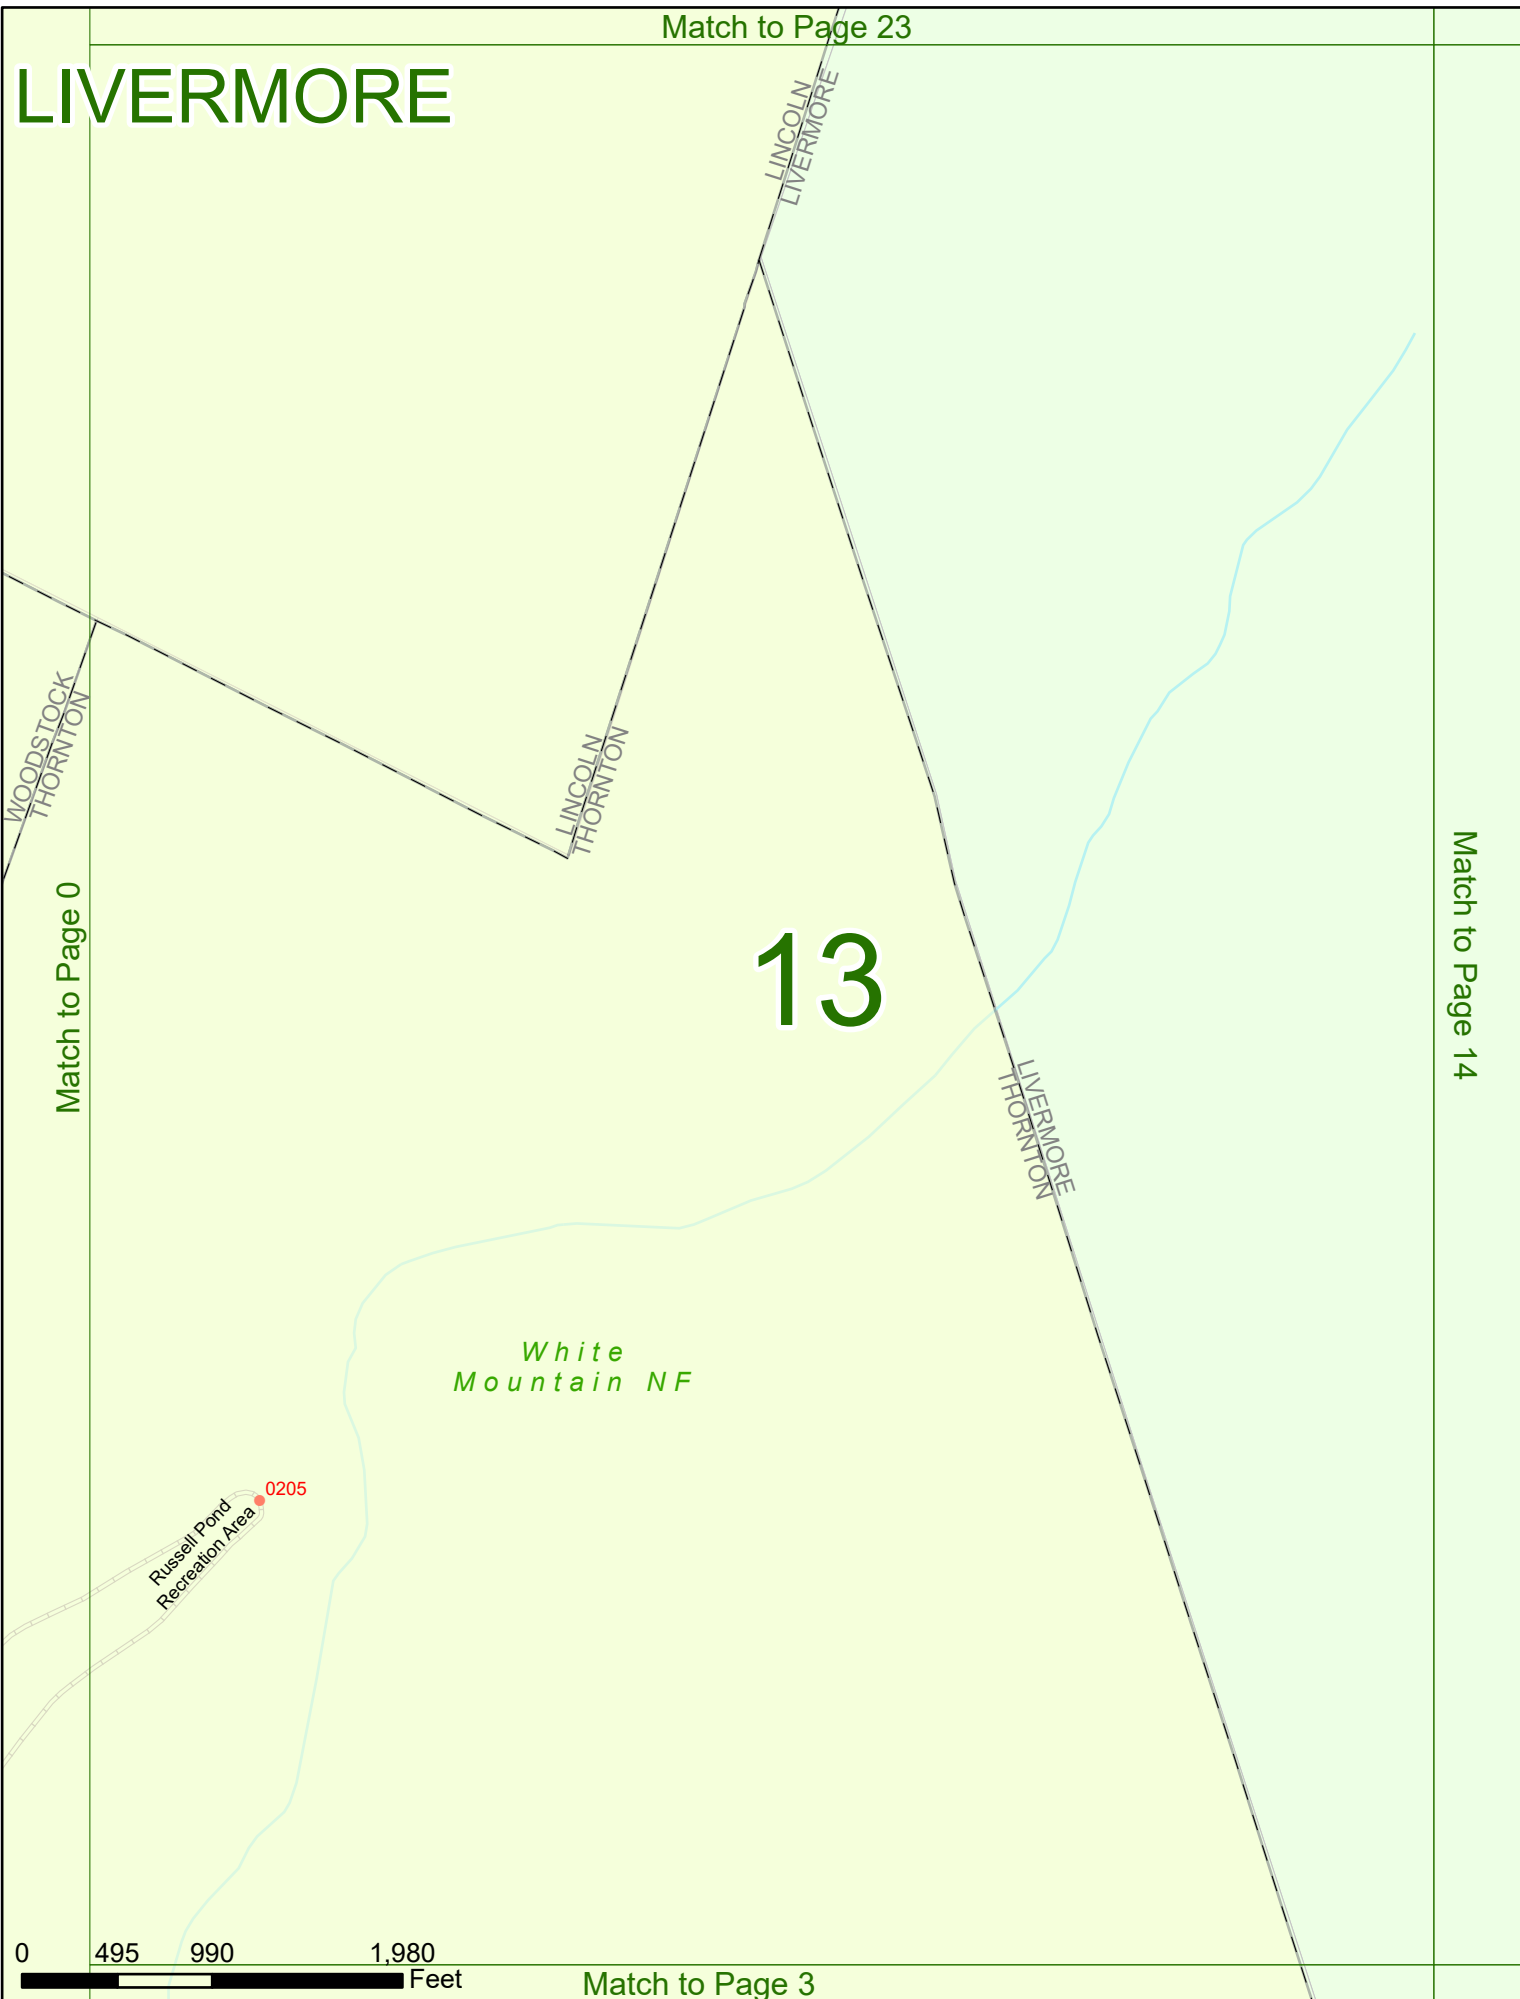 Match to Page 23
LIVERMORE
LINCOLN
LIVERMORE
WOODSTOCK
THORNTON
LINCOLN
THORNTON
Match to Page 0
13
Match to Page 14
LIVERMORE
THORNTON
White
Mountain NF
0205
Russell Pond
Recreation Area
0 495 990 1,980
Feet
Match to Page 3